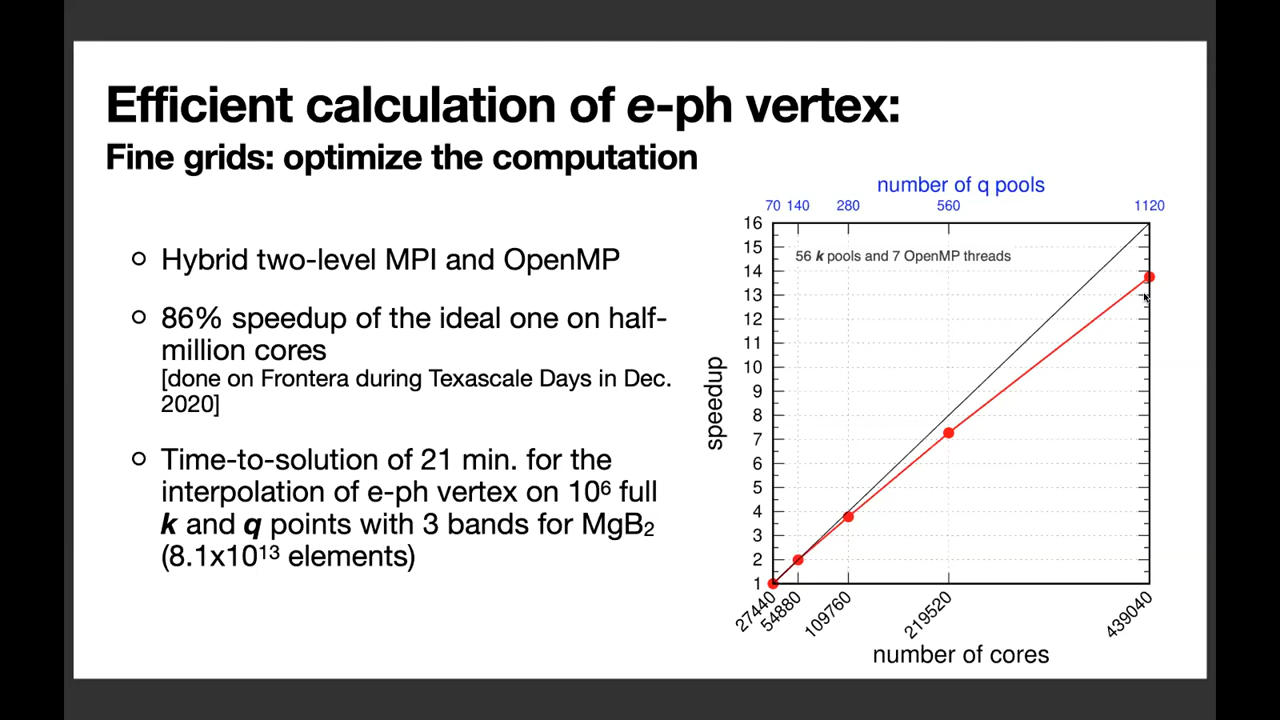 Efficient calculation of e-ph vertex:
Fine grids: optimize the computation
Hybrid two-level MPI and OpenMP
86% speedup of the ideal one on half-
million cores
[done on Frontera during Texascale Days in Dec.
2020]
Time-to-solution of 21 min. for the
interpolation of e-ph vertex on 10⁶ full
k and q points with 3 bands for MgB₂
(8.1x10¹³ elements)
number of q pools
70 140 280 560 1120
56 k pools and 7 OpenMP threads
speedup
16
15
14
13
12
11
10
9
8
7
6
5
4
3
2
1
27440 54880 109760 219520 439040
number of cores